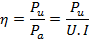 η = P_u / P_a = P_u / U.I